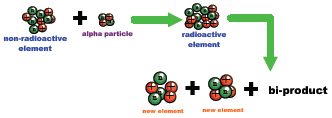 non-radioactive
element
alpha particle
radioactive
element
new element
new element
bi-product